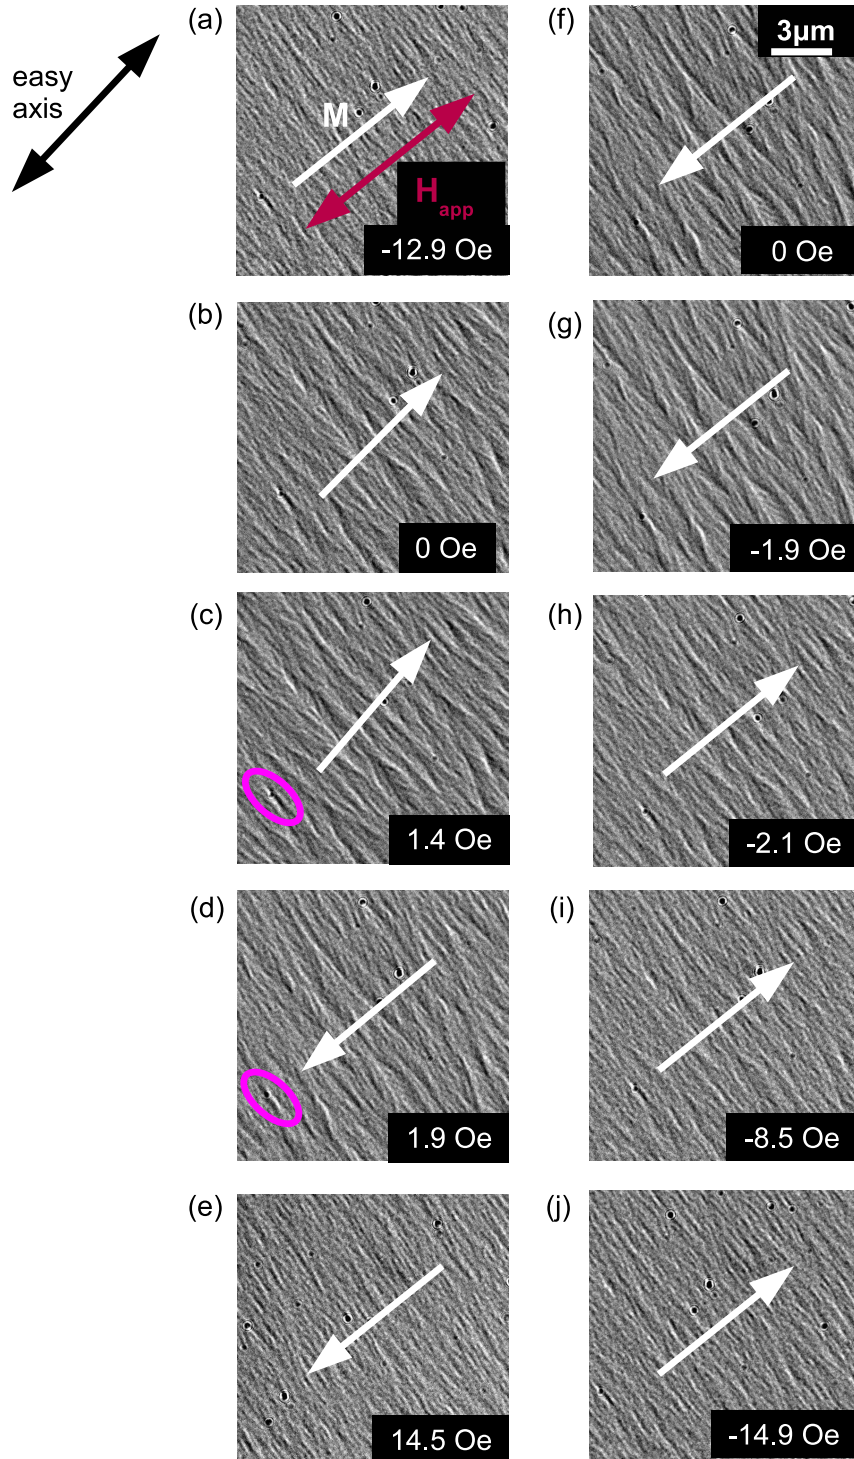 easy
axis
(a)
M
H app
-12.9 Oe
(b)
0 Oe
(c)
1.4 Oe
(d)
1.9 Oe
(e)
14.5 Oe
(f)
3µm
0 Oe
(g)
-1.9 Oe
(h)
-2.1 Oe
(i)
-8.5 Oe
(j)
-14.9 Oe